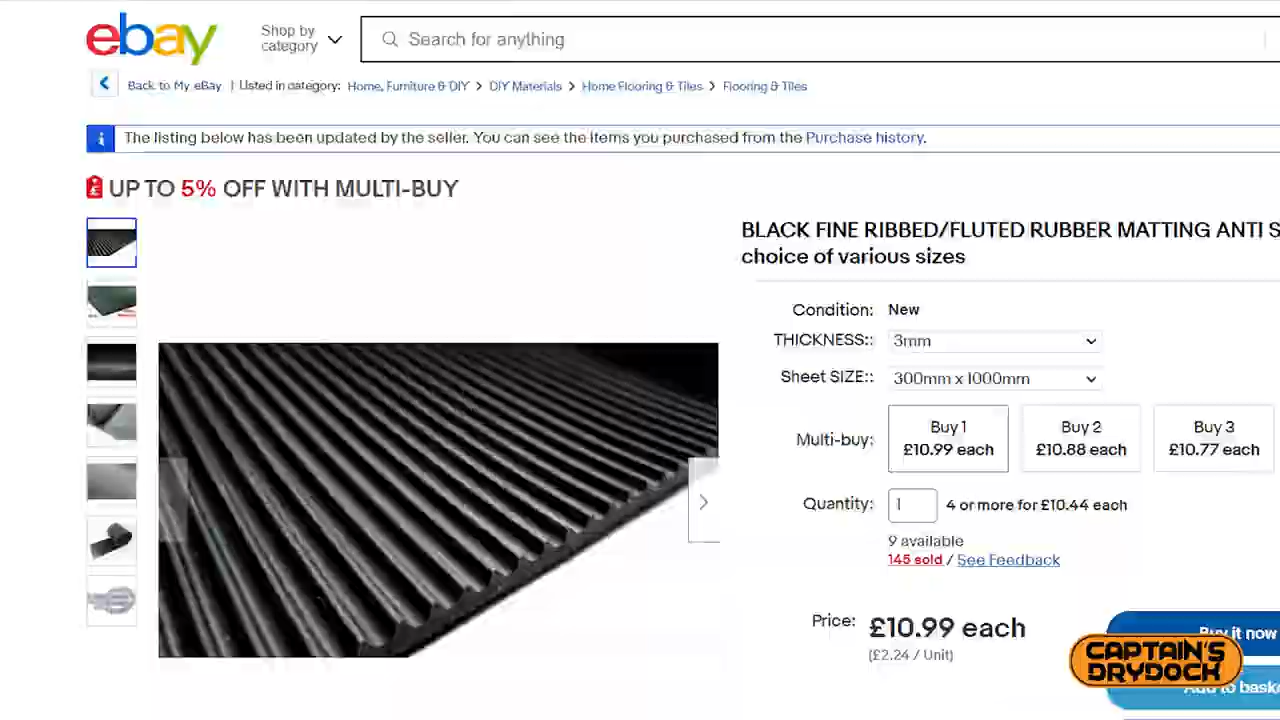 ebay
Shop by
category
Search for anything
Back to My eBay | Listed in category: Home, Furniture & DIY > DIY Materials > Home Flooring & Tiles > Flooring & Tiles
The listing below has been updated by the seller. You can see the items you purchased from the Purchase history.
UP TO 5% OFF WITH MULTI-BUY
BLACK FINE RIBBED/FLUTED RUBBER MATTING ANTI S
choice of various sizes
Condition: New
THICKNESS:: 3mm
Sheet SIZE:: 300mm x 1000mm
Multi-buy:
Buy 1
£10.99 each
Buy 2
£10.88 each
Buy 3
£10.77 each
Quantity: 1 4 or more for £10.44 each
9 available
145 sold / See Feedback
Price: £10.99 each
(£2.24 / Unit)
Buy it now
CAPTAIN'S
DRYDOCK
Add to baske